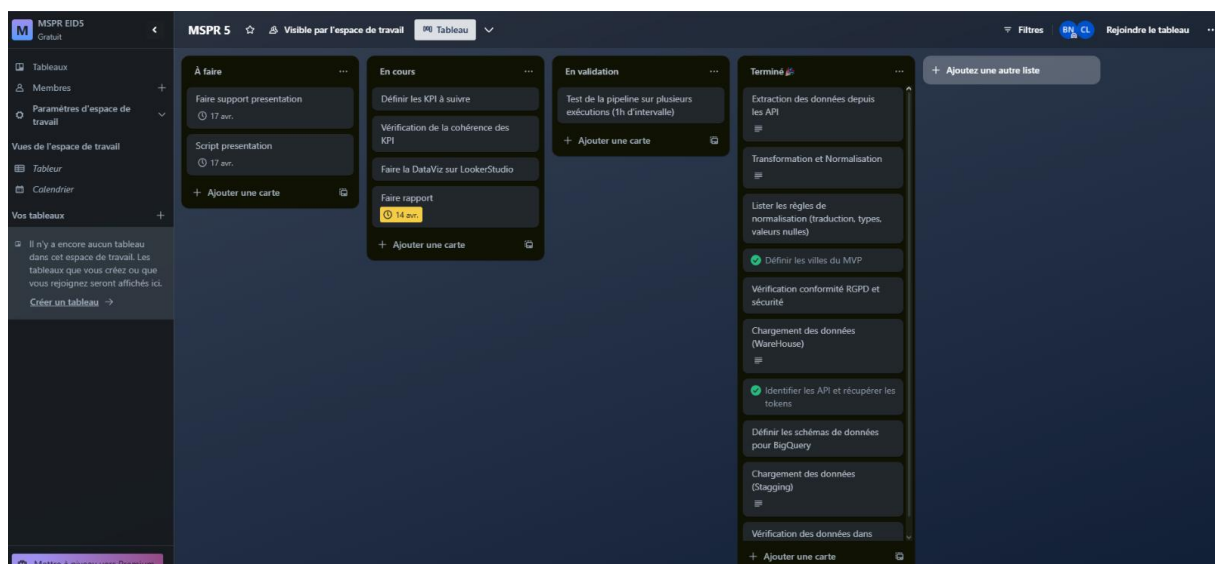 M
MSPR EID5
Gratuit
Tableaux
Membres
Paramètres d'espace de
travail
Vues de l'espace de travail
Tableur
Calendrier
Vos tableaux
Il n'y a encore aucun tableau
dans cet espace de travail. Les
tableaux que vous créez ou que
vous rejoignez seront affichés ici.
Créer un tableau
Mettre à niveau vers Premium
MSPR 5
Visible par l'espace de travail
Tableau
Filtres
BN
CL
Rejoindre le tableau
À faire
Faire support presentation
17 avr.
Script presentation
17 avr.
Ajouter une carte
En cours
Définir les KPI à suivre
Vérification de la cohérence des
KPI
Faire la DataViz sur LookerStudio
Faire rapport
14 avr.
Ajouter une carte
En validation
Test de la pipeline sur plusieurs
exécutions (1h d'intervalle)
Ajouter une carte
Terminé🎉
Extraction des données depuis
les API
Transformation et Normalisation
Lister les règles de
normalisation (traduction, types,
valeurs nulles)
Définir les villes du MVP
Vérification conformité RGPD et
sécurité
Chargement des données
(WareHouse)
Identifier les API et récupérer les
tokens
Définir les schémas de données
pour BigQuery
Chargement des données
(Stagging)
Vérification des données dans
Ajouter une carte
Ajoutez une autre liste